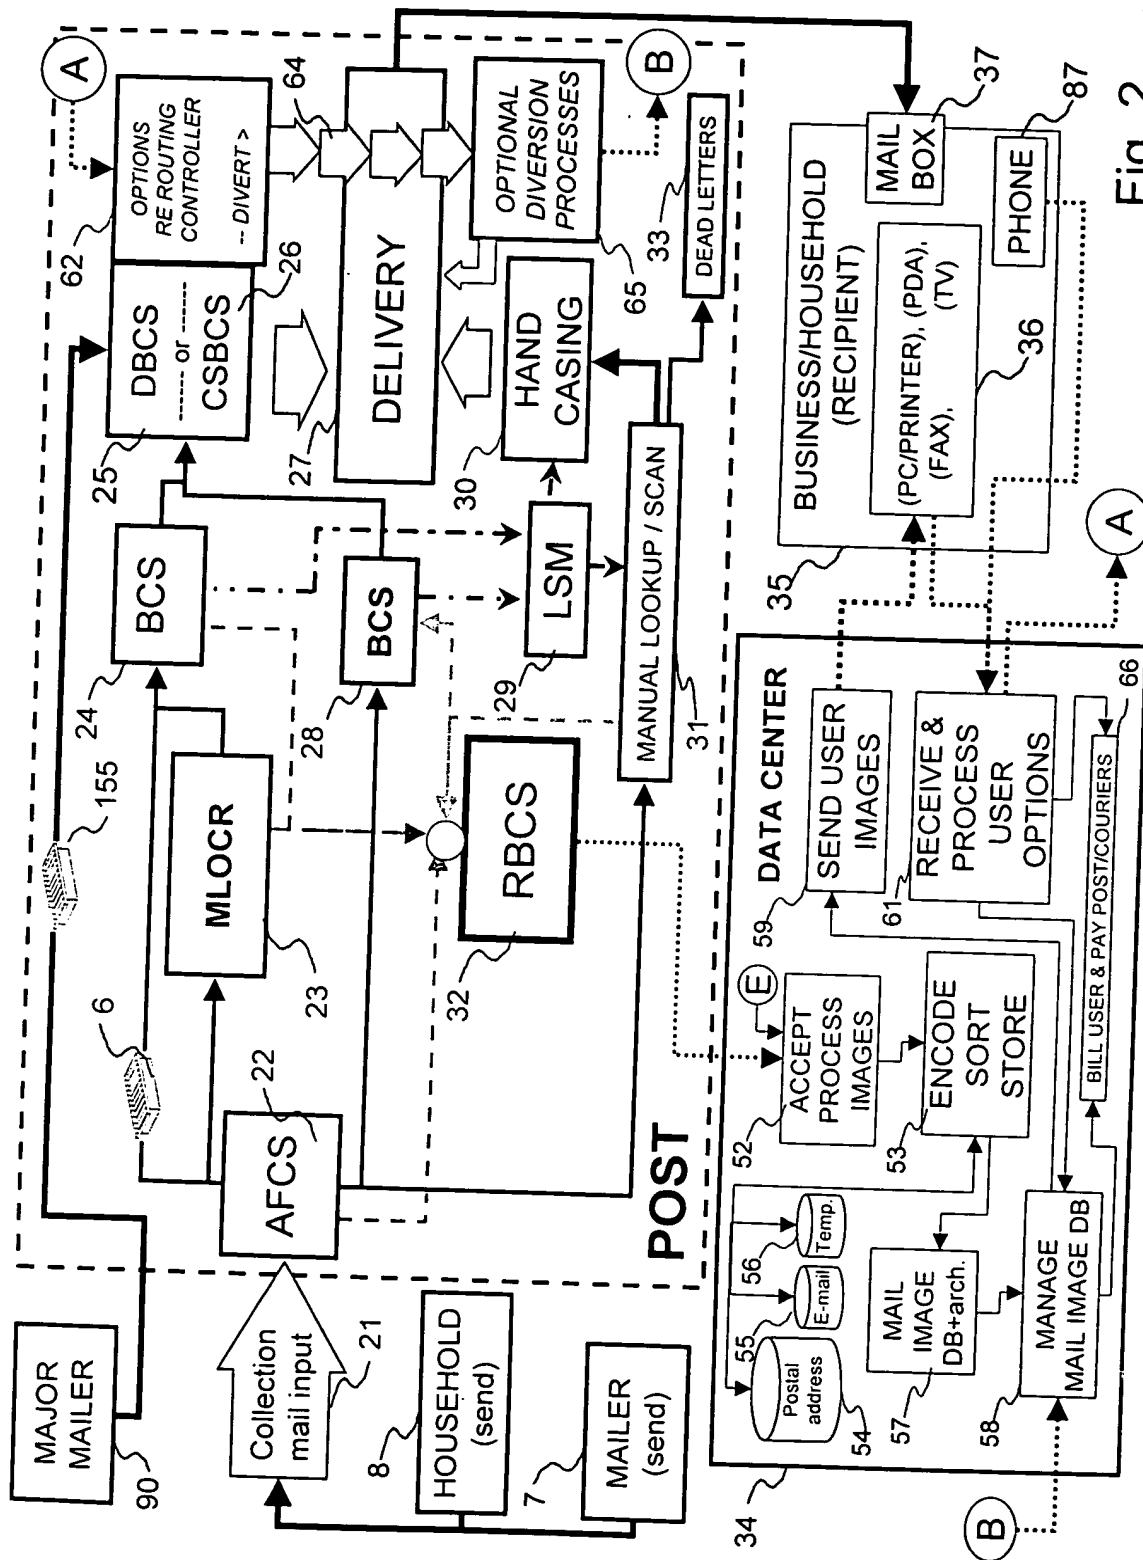 MAJOR
MAILER
90
Collection
mail input
21
8
HOUSEHOLD
(send)
7
MAILER
(send)
POST
AFCS
22
6
155
MLOCR
23
BCS
24
BCS
28
RBCS
32
LSM
29
MANUAL LOOKUP / SCAN
31
DBCS
----- or -----
CSBCS
25
26
OPTIONS
RE ROUTING
CONTROLLER
-- DIVERT >
62
A
DELIVERY
27
64
HAND
CASING
30
OPTIONAL
DIVERSION
PROCESSES
65
B
DEAD LETTERS
33
DATA CENTER
34
B
Postal
address
54
E-mail
55
Temp.
56
MAIL
IMAGE
DB+arch.
57
MANAGE
MAIL IMAGE DB
58
E
ACCEPT
PROCESS
IMAGES
52
ENCODE
SORT
STORE
53
SEND USER
IMAGES
59
RECEIVE &
PROCESS
USER
OPTIONS
61
BILL USER & PAY POST/COURIERS
66
A
BUSINESS/HOUSEHOLD
(RECIPIENT)
35
(PC/PRINTER), (PDA),
(FAX), (TV)
36
MAIL
BOX
37
PHONE
87
Fig. 2